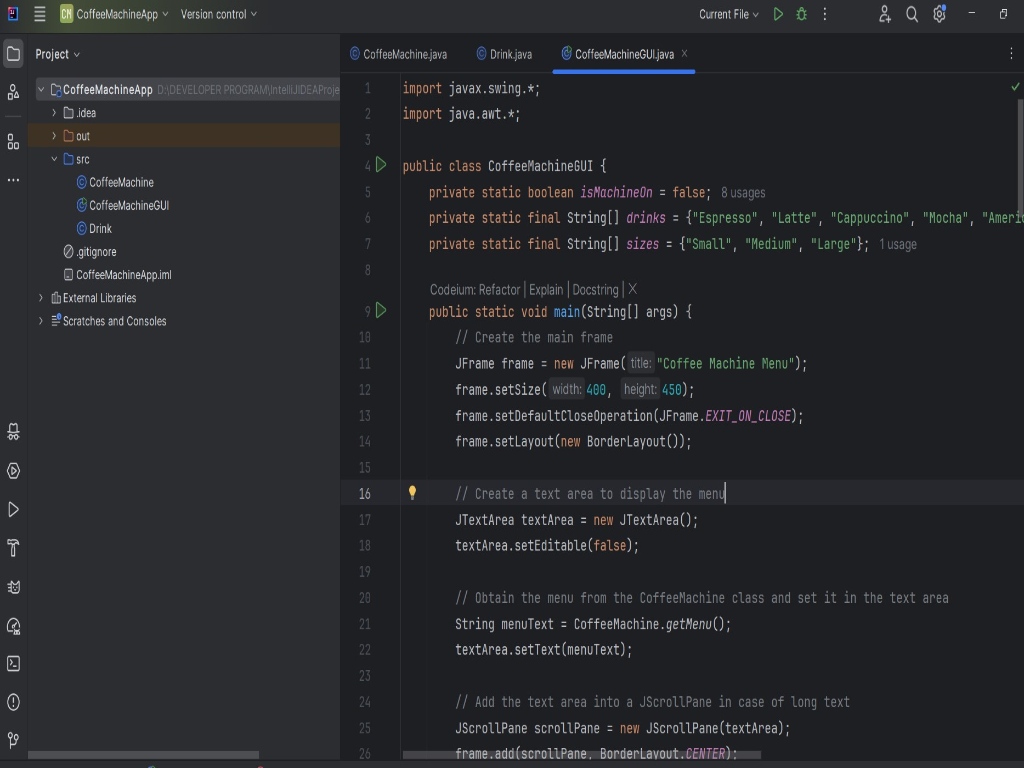 CM CoffeeMachineApp Version control Current File
Project
CoffeeMachineApp D:\DEVELOPER PROGRAM\IntelliJIDEAProje
.idea
out
src
CoffeeMachine
CoffeeMachineGUI
Drink
.gitignore
CoffeeMachineApp.iml
External Libraries
Scratches and Consoles
CoffeeMachine.java Drink.java CoffeeMachineGUI.java
1 import javax.swing.*;
2 import java.awt.*;
3
4 public class CoffeeMachineGUI {
5 private static boolean isMachineOn = false; 8 usages
6 private static final String[] drinks = {"Espresso", "Latte", "Cappuccino", "Mocha", "Ameri
7 private static final String[] sizes = {"Small", "Medium", "Large"}; 1 usage
8
Codeium: Refactor | Explain | Docstring | X
9 public static void main(String[] args) {
10 // Create the main frame
11 JFrame frame = new JFrame( title: "Coffee Machine Menu");
12 frame.setSize( width: 400, height: 450);
13 frame.setDefaultCloseOperation(JFrame.EXIT_ON_CLOSE);
14 frame.setLayout(new BorderLayout());
15
16 // Create a text area to display the menu
17 JTextArea textArea = new JTextArea();
18 textArea.setEditable(false);
19
20 // Obtain the menu from the CoffeeMachine class and set it in the text area
21 String menuText = CoffeeMachine.getMenu();
22 textArea.setText(menuText);
23
24 // Add the text area into a JScrollPane in case of long text
25 JScrollPane scrollPane = new JScrollPane(textArea);
26 frame.add(scrollPane, BorderLayout.CENTER);